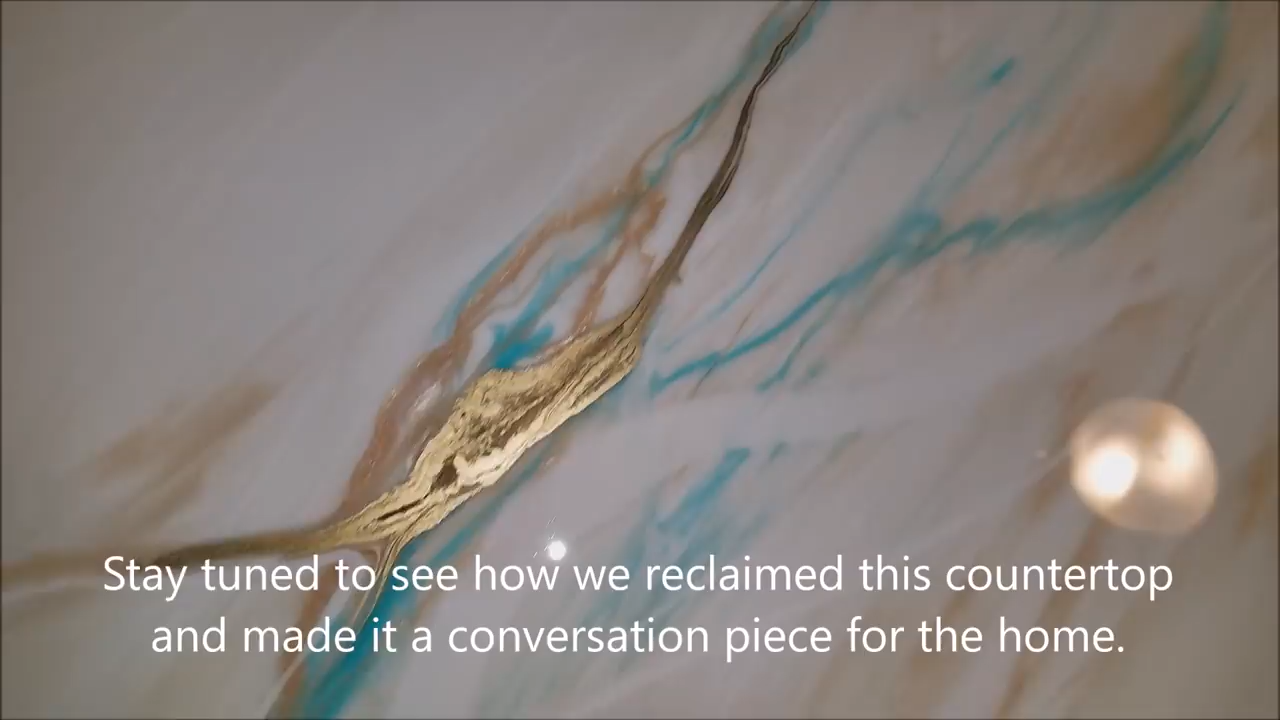 Stay tuned to see how we reclaimed this countertop
and made it a conversation piece for the home.